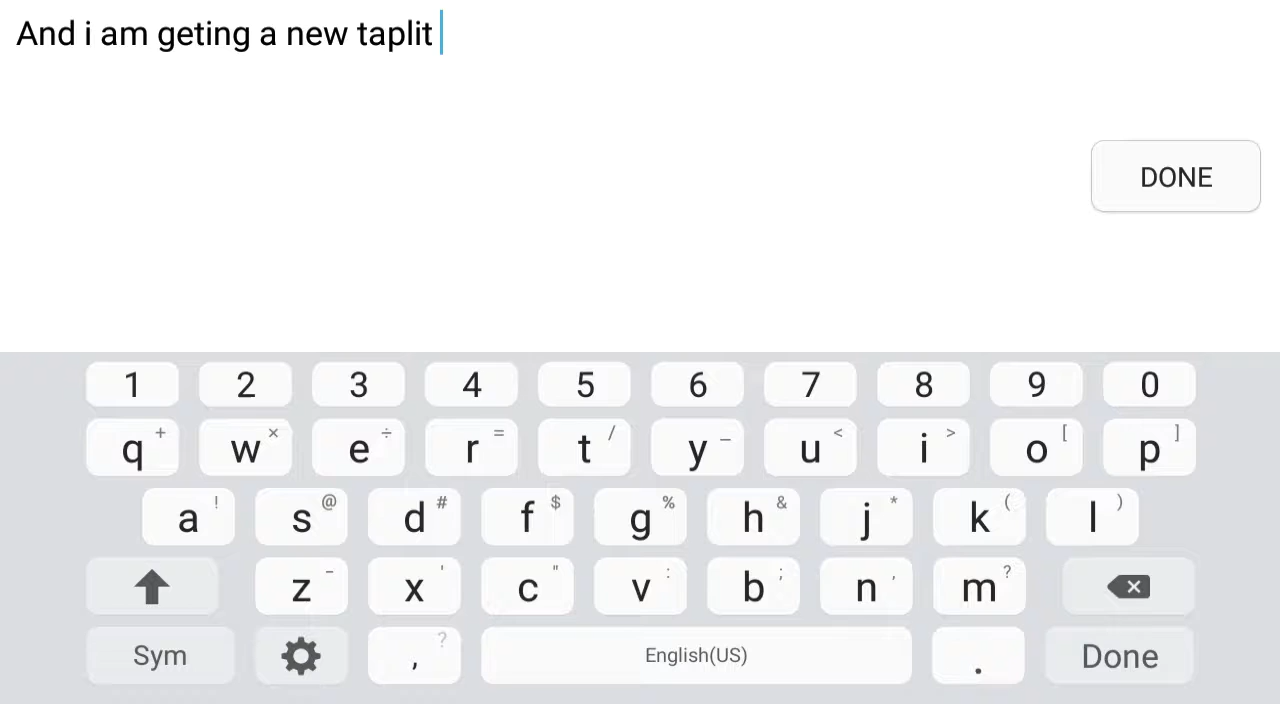 And i am geting a new taplit
DONE
1 2 3 4 5 6 7 8 9 0
q + w × e ÷ r = t / y _ u < i > o [ p ]
a ! s @ d # f $ g % h & j * k ( l )
z - x ' c " v : b ; n , m ?
Sym , ? English(US) . Done